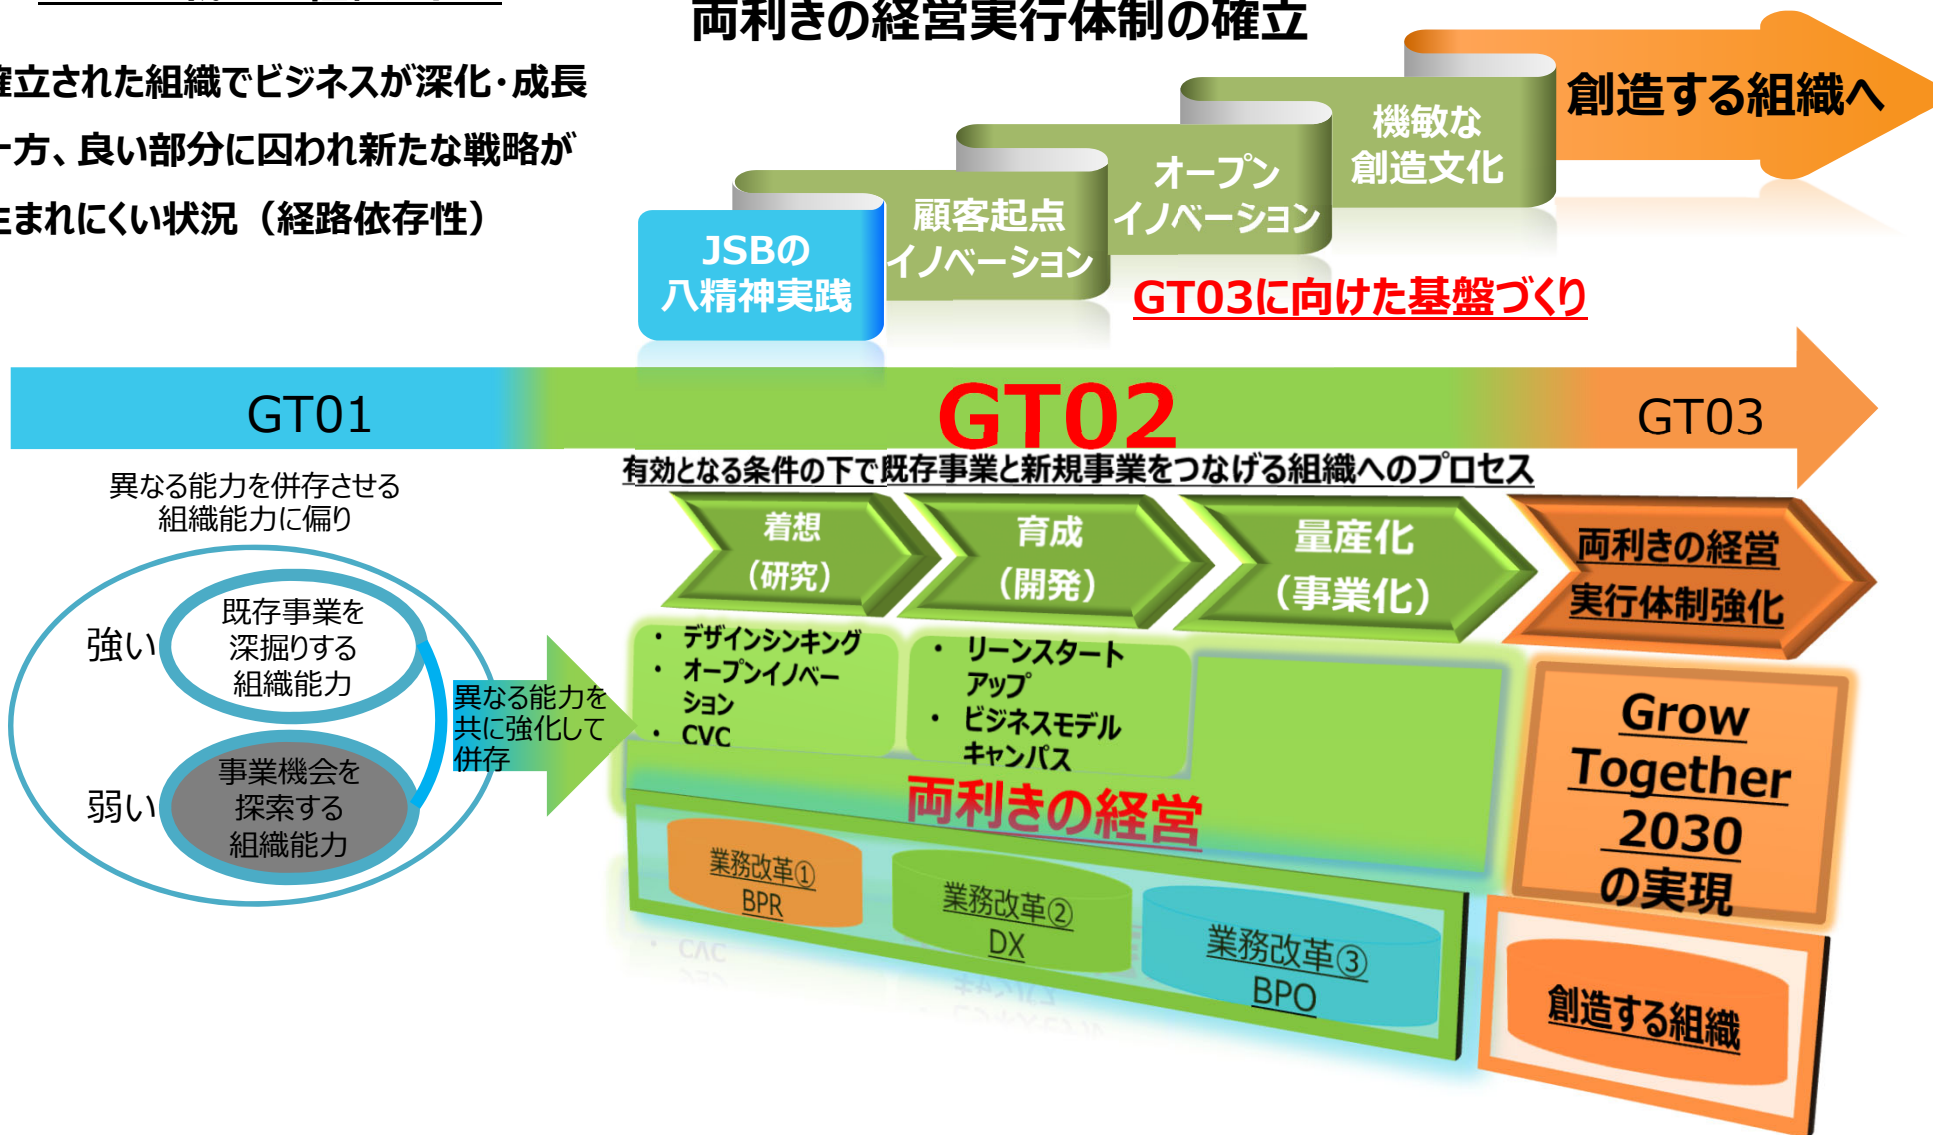 両利きの経営実行体制の確立
確立された組織でビジネスが深化・成長
一方、良い部分に囚われ新たな戦略が
生まれにくい状況（経路依存性）
JSBの
八精神実践
顧客起点
イノベーション
オープン
イノベーション
機敏な
創造文化
創造する組織へ
GT03に向けた基盤づくり
GT01
GT02
GT03
有効となる条件の下で既存事業と新規事業をつなげる組織へのプロセス
異なる能力を併存させる
組織能力に偏り
強い
既存事業を
深掘りする
組織能力
弱い
事業機会を
探索する
組織能力
異なる能力を
共に強化して
併存
着想
（研究）
育成
（開発）
量産化
（事業化）
両利きの経営
実行体制強化
・ デザインシンキング
・ オープンイノベー
ション
・ CVC
・ リーンスタート
アップ
・ ビジネスモデル
キャンパス
両利きの経営
業務改革①
BPR
業務改革②
DX
業務改革③
BPO
Grow
Together
2030
の実現
創造する組織